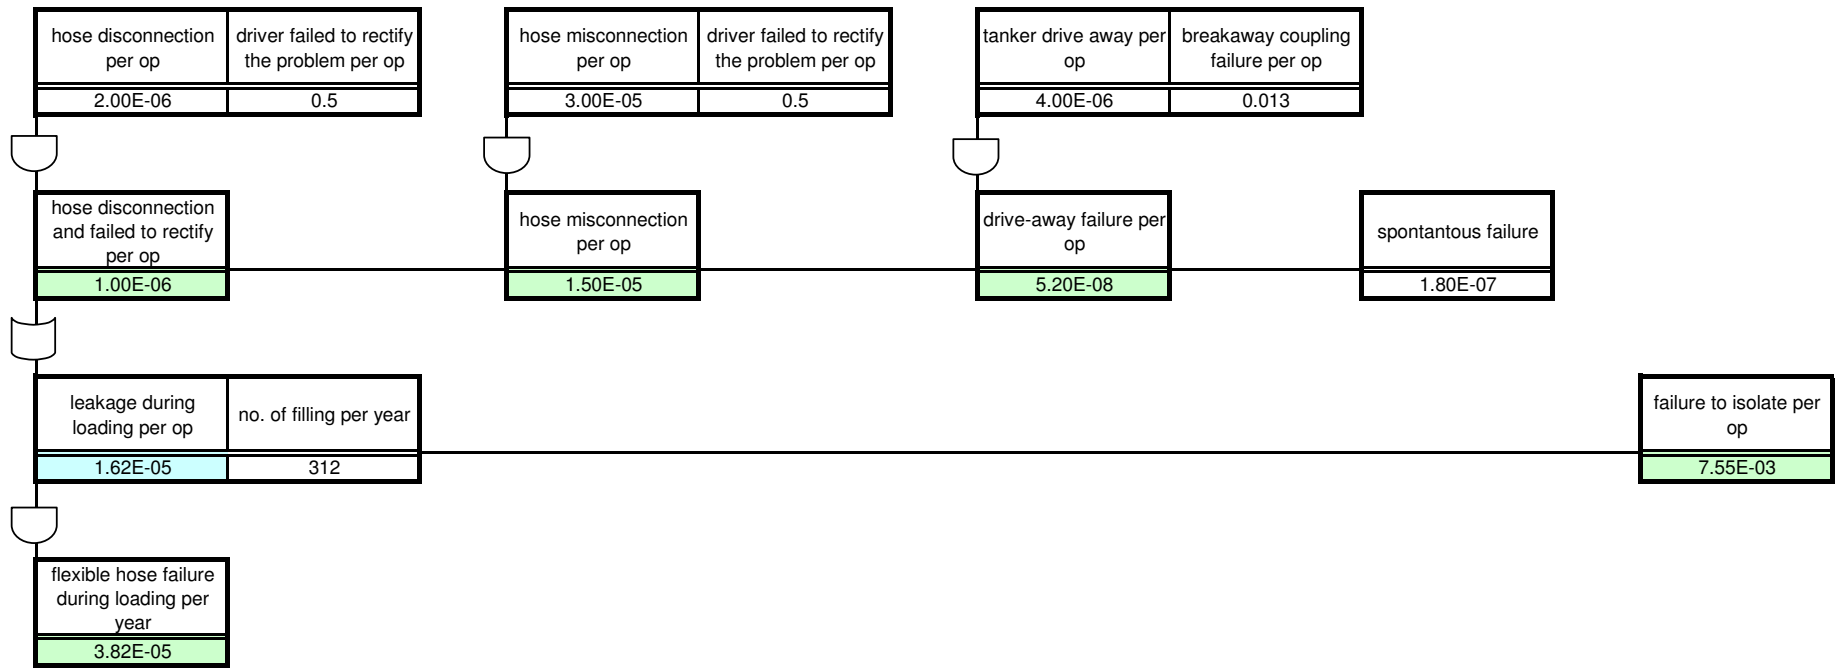 hose disconnection
per op
driver failed to rectify
the problem per op
2.00E-06
0.5
hose misconnection
per op
driver failed to rectify
the problem per op
3.00E-05
0.5
tanker drive away per
op
breakaway coupling
failure per op
4.00E-06
0.013
hose disconnection
and failed to rectify
per op
1.00E-06
hose misconnection
per op
1.50E-05
drive-away failure per
op
5.20E-08
spontantous failure
1.80E-07
leakage during
loading per op
no. of filling per year
1.62E-05
312
failure to isolate per
op
7.55E-03
flexible hose failure
during loading per
year
3.82E-05